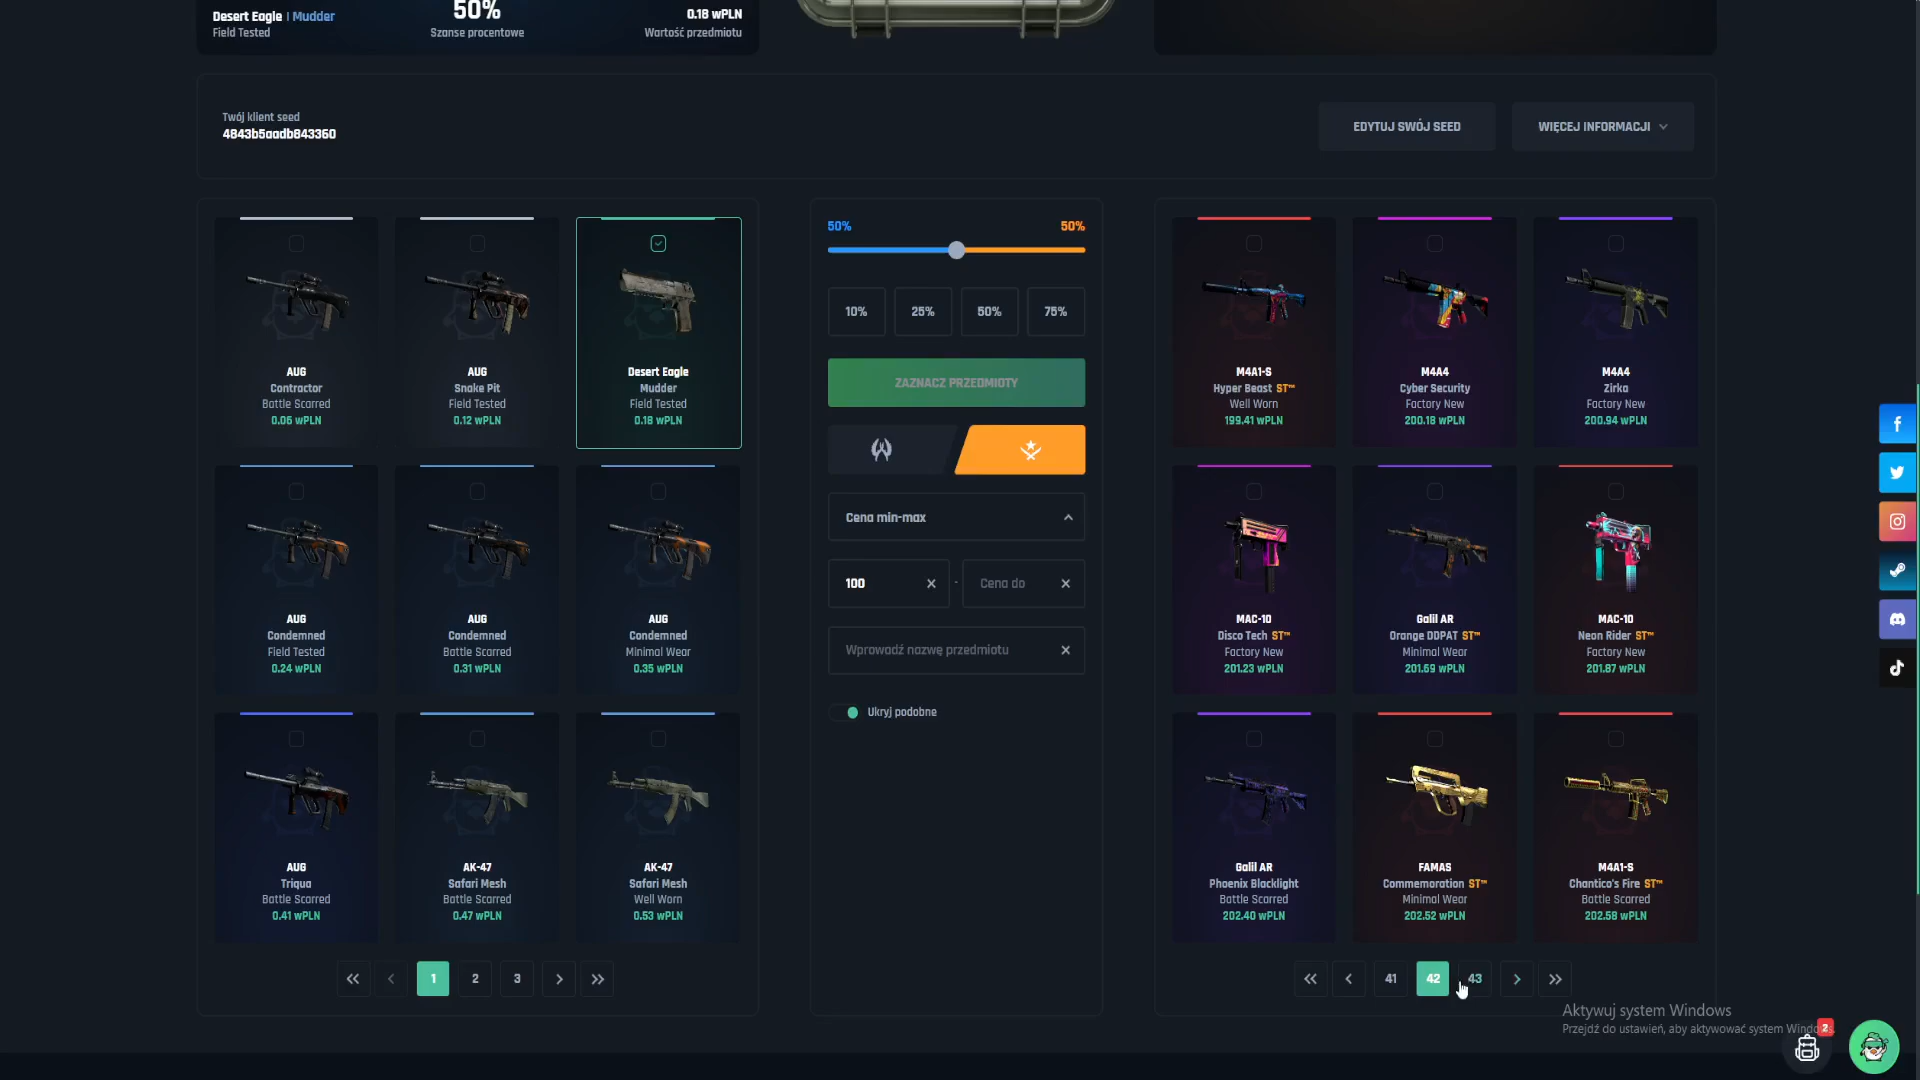 Desert Eagle | Mudder
Field Tested
50%
Szanse procentowe
0.18 wPLN
Wartość przedmiotu
Twój klient seed
4843b5aadb843360
EDYTUJ SWÓJ SEED
WIĘCEJ INFORMACJI
AUG
Contractor
Battle Scarred
0.06 wPLN
AUG
Snake Pit
Field Tested
0.12 wPLN
Desert Eagle
Mudder
Field Tested
0.18 wPLN
AUG
Condemned
Field Tested
0.24 wPLN
AUG
Condemned
Battle Scarred
0.31 wPLN
AUG
Condemned
Minimal Wear
0.35 wPLN
AUG
Triqua
Battle Scarred
0.41 wPLN
AK-47
Safari Mesh
Battle Scarred
0.47 wPLN
AK-47
Safari Mesh
Well Worn
0.53 wPLN
1
2
3
50%
50%
10%
25%
50%
75%
ZAZNACZ PRZEDMIOTY
Cena min-max
100
-
Cena do
Wprowadź nazwę przedmiotu
Ukryj podobne
M4A1-S
Hyper Beast ST™
Well Worn
199.41 wPLN
M4A4
Cyber Security
Factory New
200.18 wPLN
M4A4
Zirka
Factory New
200.94 wPLN
MAC-10
Disco Tech ST™
Factory New
201.23 wPLN
Galil AR
Orange DDPAT ST™
Minimal Wear
201.69 wPLN
MAC-10
Neon Rider ST™
Factory New
201.87 wPLN
Galil AR
Phoenix Blacklight
Battle Scarred
202.40 wPLN
FAMAS
Commemoration ST™
Minimal Wear
202.52 wPLN
M4A1-S
Chantico's Fire ST™
Battle Scarred
202.58 wPLN
41
42
43
Aktywuj system Windows
Przejdź do ustawień, aby aktywować system Windows.
2